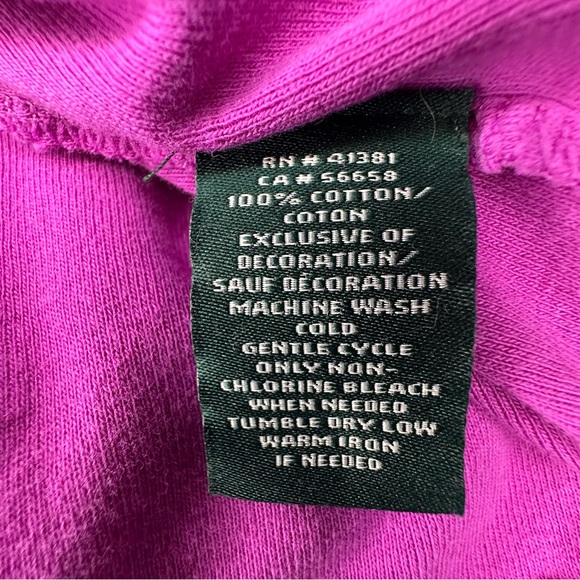 RN # 41381
CA # 56658
100% COTTON/
COTON
EXCLUSIVE OF
DECORATION/
SAUF DÉCORATION
MACHINE WASH
COLD
GENTLE CYCLE
ONLY NON-
CHLORINE BLEACH
WHEN NEEDED
TUMBLE DRY LOW
WARM IRON
IF NEEDED